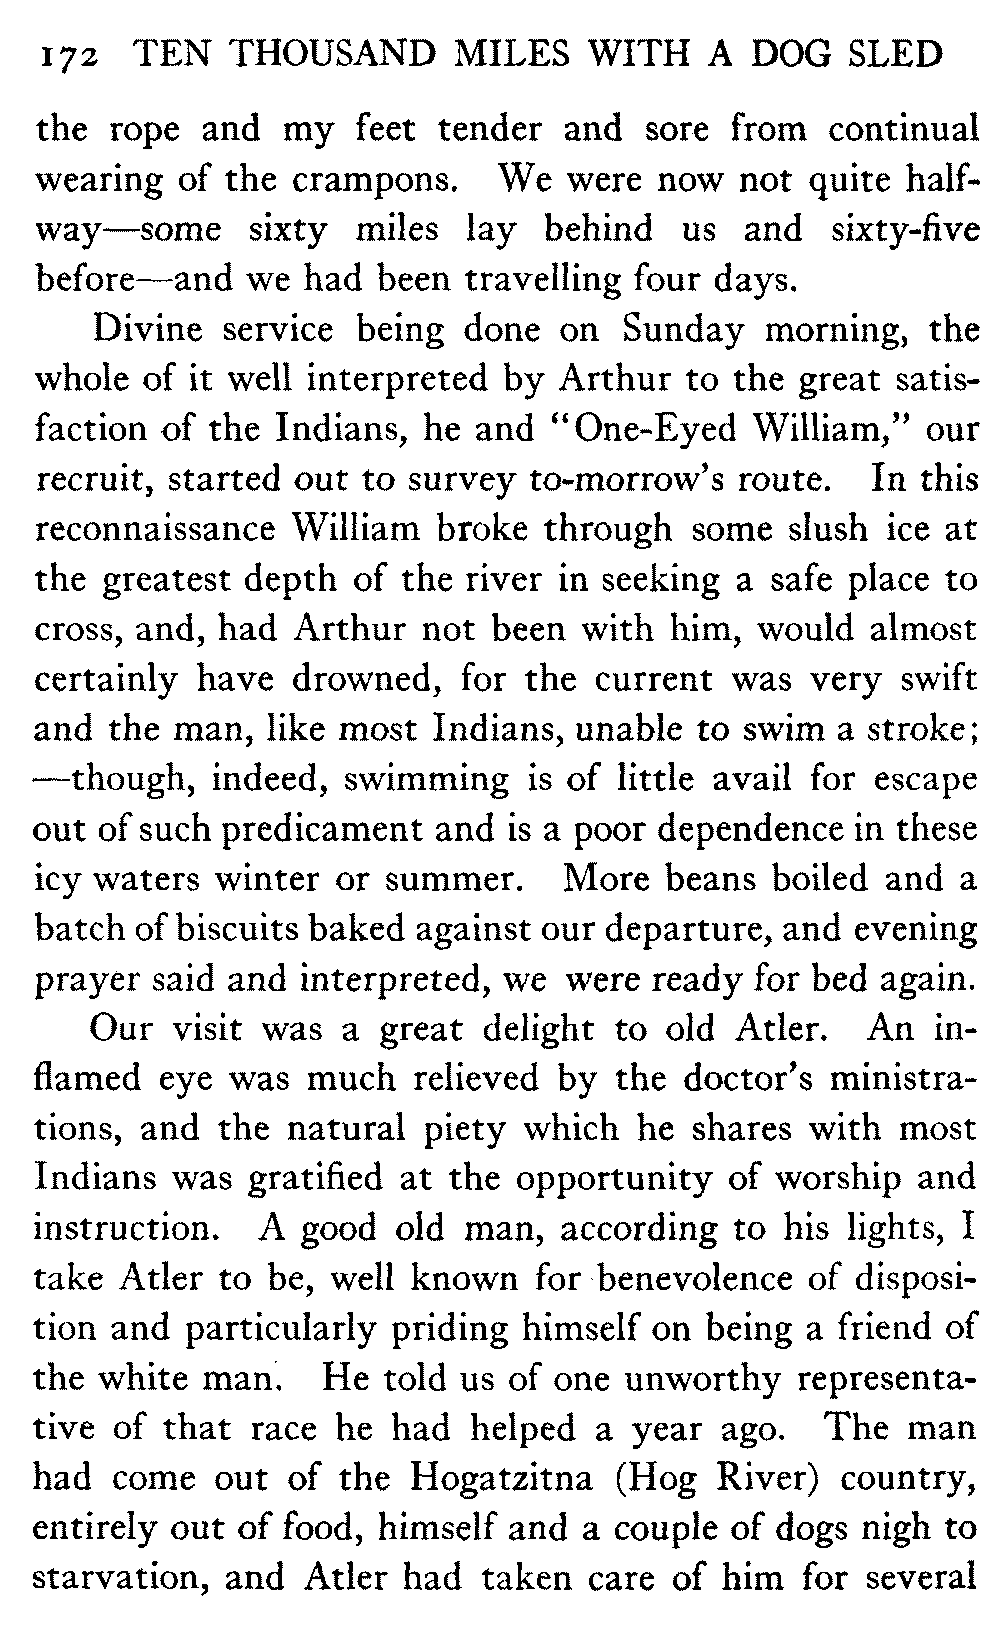 172 TEN THOUSAND MILES WITH A DOG SLED
the rope and my feet tender and sore from continual
wearing of the crampons. We were now not quite half-
way—some sixty miles lay behind us and sixty-five
before—and we had been travelling four days.
Divine service being done on Sunday morning, the
whole of it well interpreted by Arthur to the great satis-
faction of the Indians, he and "One-Eyed William," our
recruit, started out to survey to-morrow's route. In this
reconnaissance William broke through some slush ice at
the greatest depth of the river in seeking a safe place to
cross, and, had Arthur not been with him, would almost
certainly have drowned, for the current was very swift
and the man, like most Indians, unable to swim a stroke;
—though, indeed, swimming is of little avail for escape
out of such predicament and is a poor dependence in these
icy waters winter or summer. More beans boiled and a
batch of biscuits baked against our departure, and evening
prayer said and interpreted, we were ready for bed again.
Our visit was a great delight to old Atler. An in-
flamed eye was much relieved by the doctor's ministra-
tions, and the natural piety which he shares with most
Indians was gratified at the opportunity of worship and
instruction. A good old man, according to his lights, I
take Atler to be, well known for benevolence of disposi-
tion and particularly priding himself on being a friend of
the white man. He told us of one unworthy representa-
tive of that race he had helped a year ago. The man
had come out of the Hogatzitna (Hog River) country,
entirely out of food, himself and a couple of dogs nigh to
starvation, and Atler had taken care of him for several